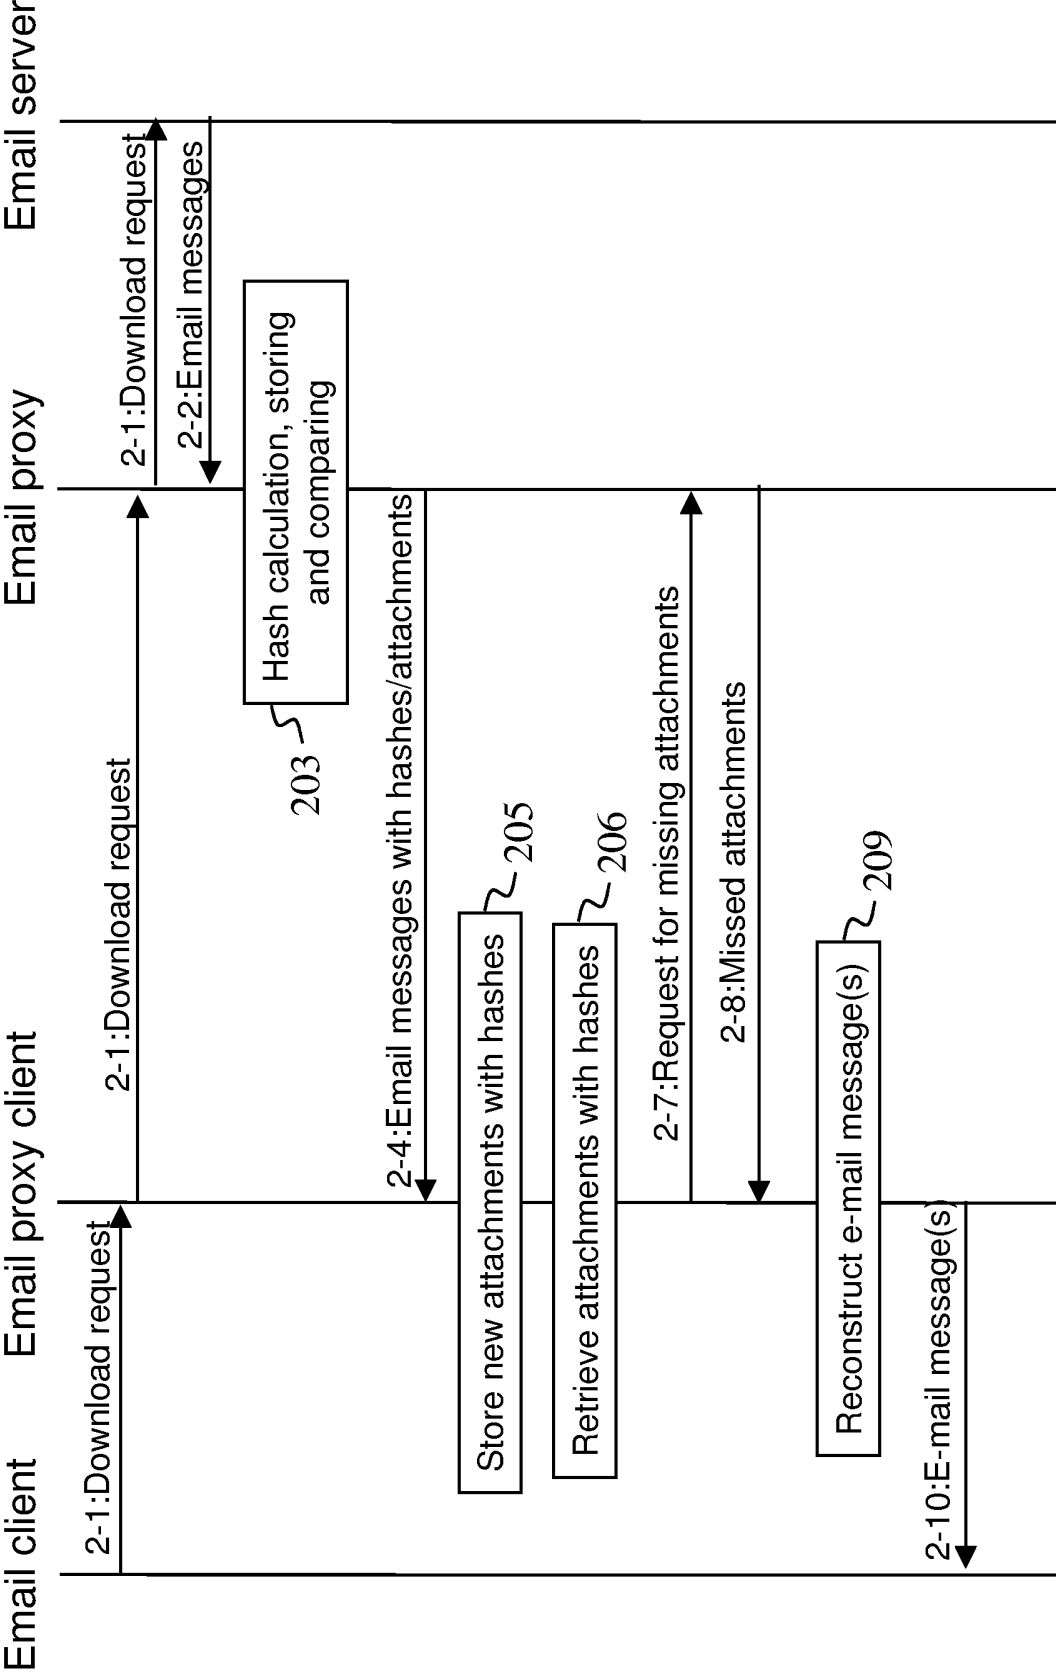 Email client
Email proxy client
Email proxy
Email server
2-1:Download request
2-1:Download request
2-1:Download request
2-2:Email messages
Hash calculation, storing
and comparing
203
2-4:Email messages with hashes/attachments
Store new attachments with hashes
205
Retrieve attachments with hashes
206
2-7:Request for missing attachments
2-8:Missed attachments
Reconstruct e-mail message(s)
209
2-10:E-mail message(s)